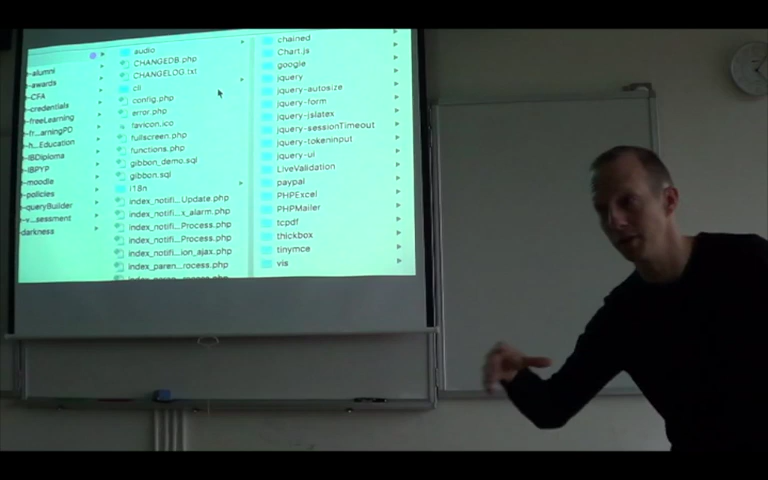 -alumni
-awards
-CFA
-credentials
-freeLearning
-fr...arningPD
-h...Education
-IBDiploma
-IBPYP
-moodle
-policies
-queryBuilder
-v...sessment
-darkness
audio
CHANGEDB.php
CHANGELOG.txt
cli
config.php
error.php
favicon.ico
fullscreen.php
functions.php
gibbon_demo.sql
gibbon.sql
i18n
index_notifi...Update.php
index_notifi...x_alarm.php
index_notifi...Process.php
index_notifi...Process.php
index_notifi...ion_ajax.php
index_paren...rocess.php
chained
Chart.js
google
jquery
jquery-autosize
jquery-form
jquery-jslatex
jquery-sessionTimeout
jquery-tokeninput
jquery-ui
LiveValidation
paypal
PHPExcel
PHPMailer
tcpdf
thickbox
tinymce
vis